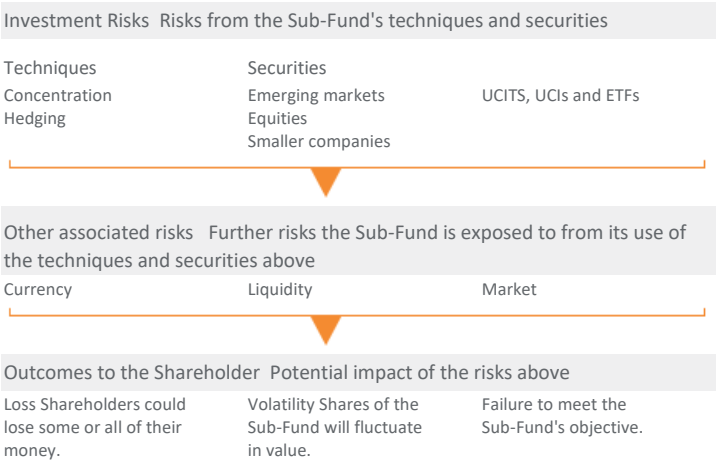 Investment Risks Risks from the Sub-Fund's techniques and securities
Techniques
Concentration
Hedging
Securities
Emerging markets
Equities
Smaller companies
UCITS, UCIs and ETFs
Other associated risks Further risks the Sub-Fund is exposed to from its use of
the techniques and securities above
Currency
Liquidity
Market
Outcomes to the Shareholder Potential impact of the risks above
Loss Shareholders could
lose some or all of their
money.
Volatility Shares of the
Sub-Fund will fluctuate
in value.
Failure to meet the
Sub-Fund's objective.